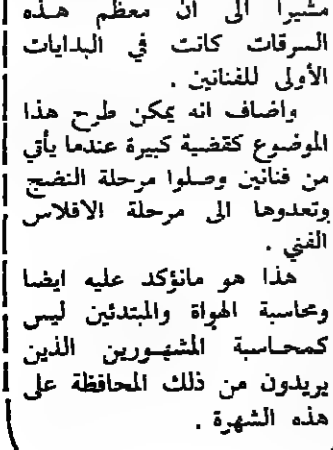 مشيرا الى ان معظم هذه
السرقات كانت في البدايات
الأولى للفنانين .
واضاف انه يمكن طرح هذا
الموضوع كقضية كبيرة عندما يأتي
من فنانين وصلوا مرحلة النضج
وتعدوها الى مرحلة الافلاس
الفني .
هذا هو مانؤكد عليه ايضا
ومحاسبة الهواة والمبتدئين ليس
كمحاسبة المشهورين الذين
يريدون من ذلك المحافظة على
هذه الشهرة .